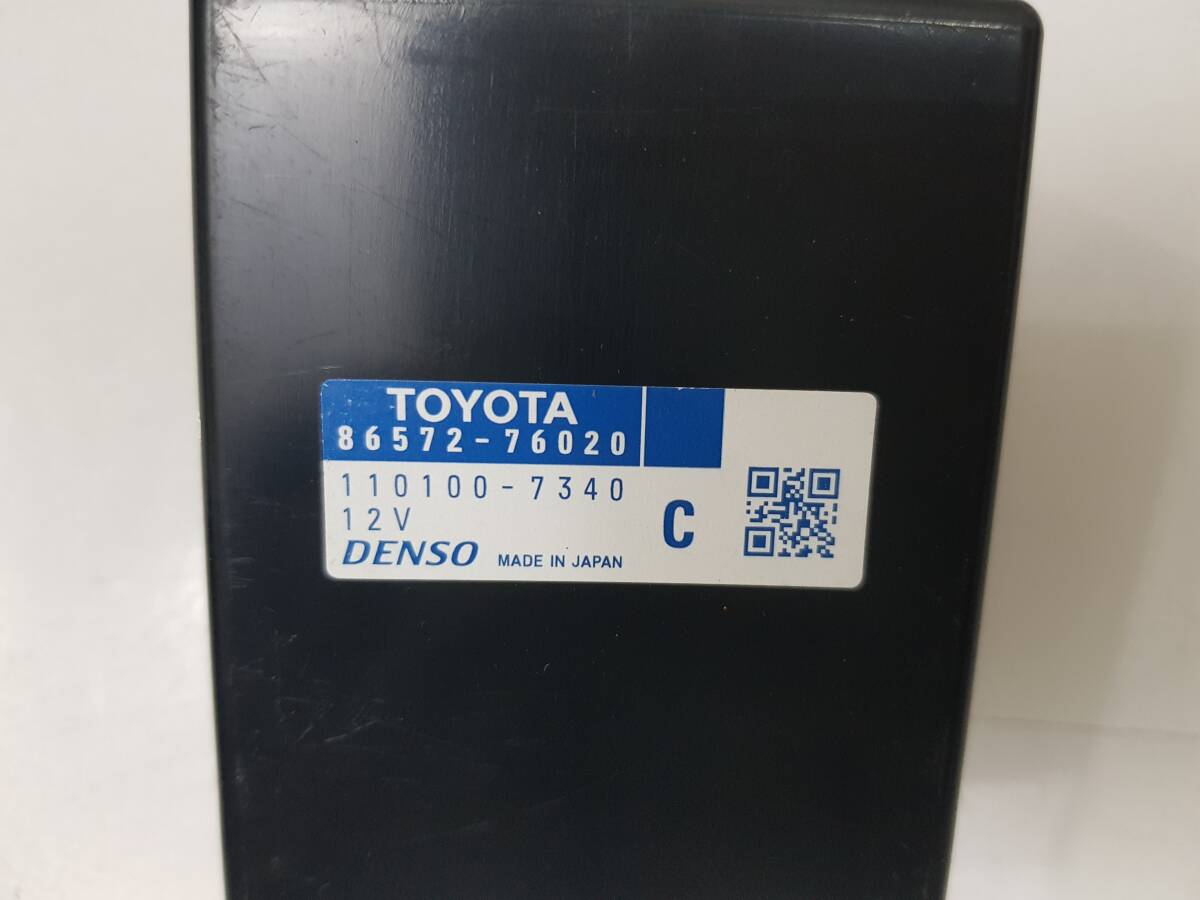 TOYOTA
86572-76020
110100-7340
12V
C
DENSO MADE IN JAPAN